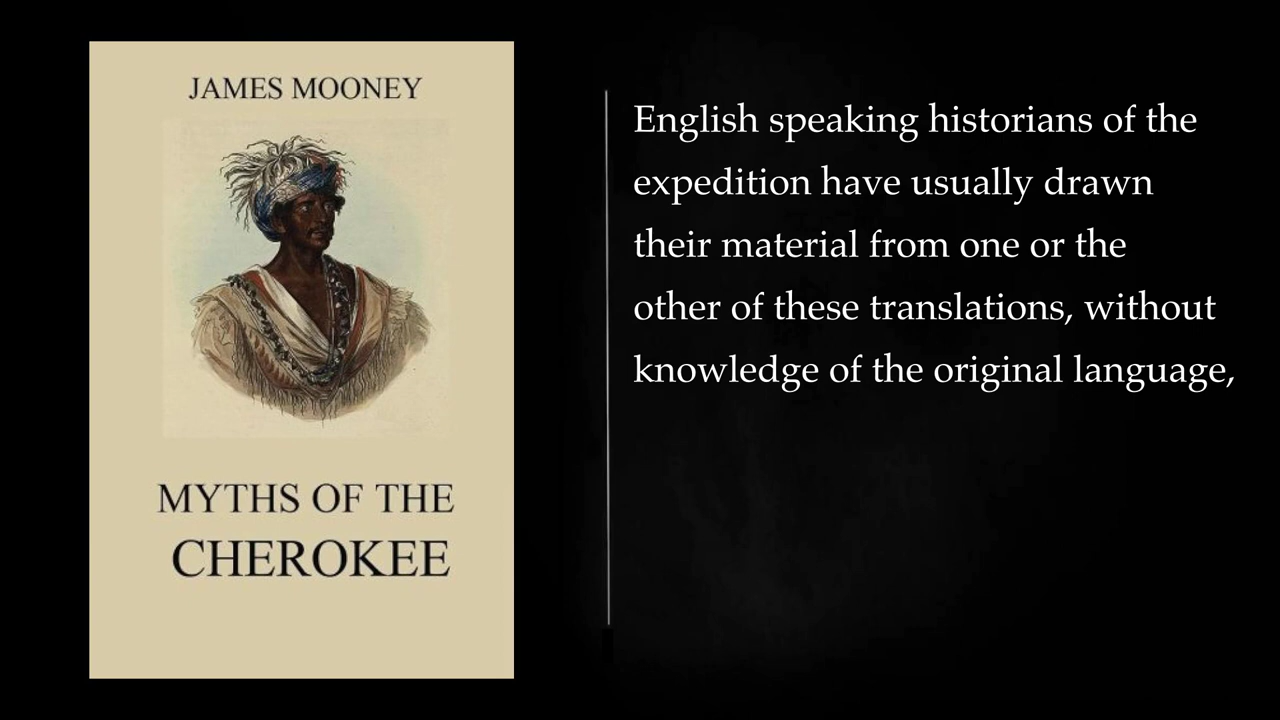 JAMES MOONEY
MYTHS OF THE
CHEROKEE
English speaking historians of the
expedition have usually drawn
their material from one or the
other of these translations, without
knowledge of the original language,